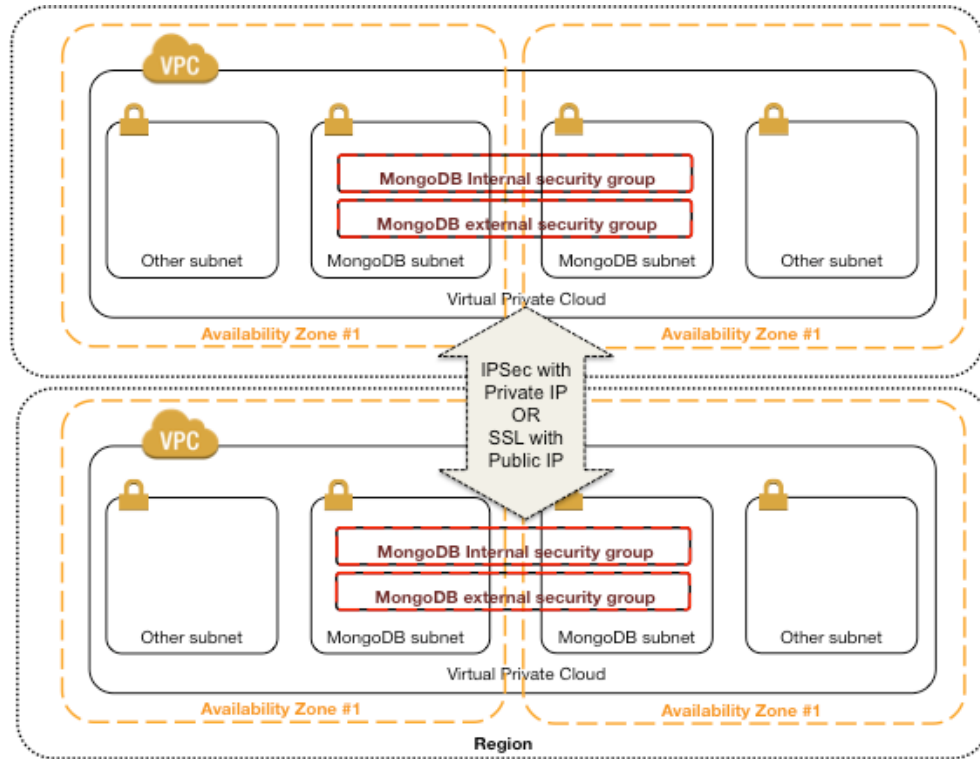 VPC
MongoDB Internal security group
MongoDB external security group
Other subnet
MongoDB subnet
MongoDB subnet
Other subnet
Virtual Private Cloud
Availability Zone #1
Availability Zone #1
IPSec with
Private IP
OR
SSL with
Public IP
VPC
MongoDB Internal security group
MongoDB external security group
Other subnet
MongoDB subnet
MongoDB subnet
Other subnet
Virtual Private Cloud
Availability Zone #1
Availability Zone #1
Region